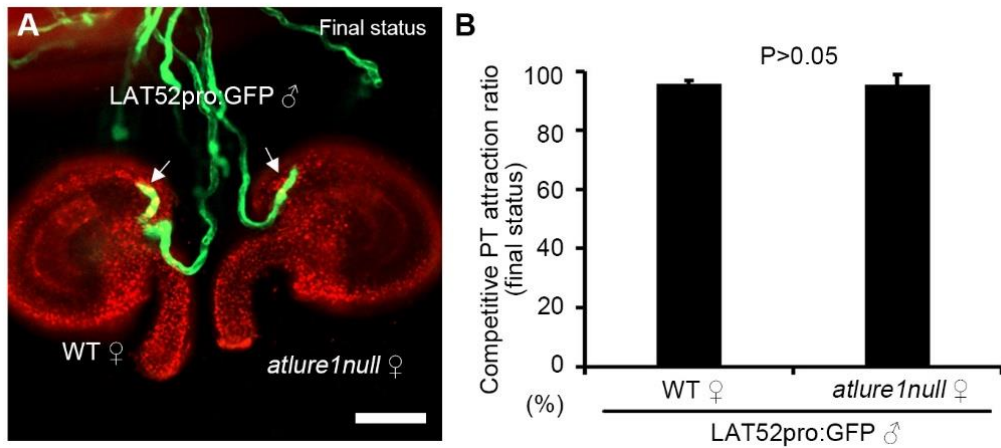 A
Final status
LAT52pro:GFP ♂
WT ♀
atlure1null ♀
B
P>0.05
Competitive PT attraction ratio
(final status)
100
80
60
40
20
0
(%)
WT ♀
atlure1null ♀
LAT52pro:GFP ♂